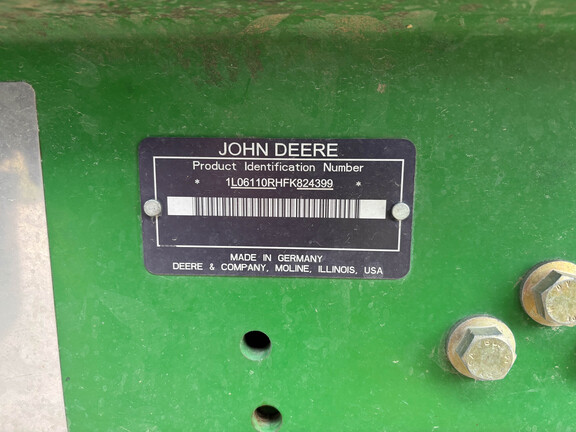 JOHN DEERE
Product Identification Number
* 1L06110RHFK824399 *
MADE IN GERMANY
DEERE & COMPANY, MOLINE, ILLINOIS, USA